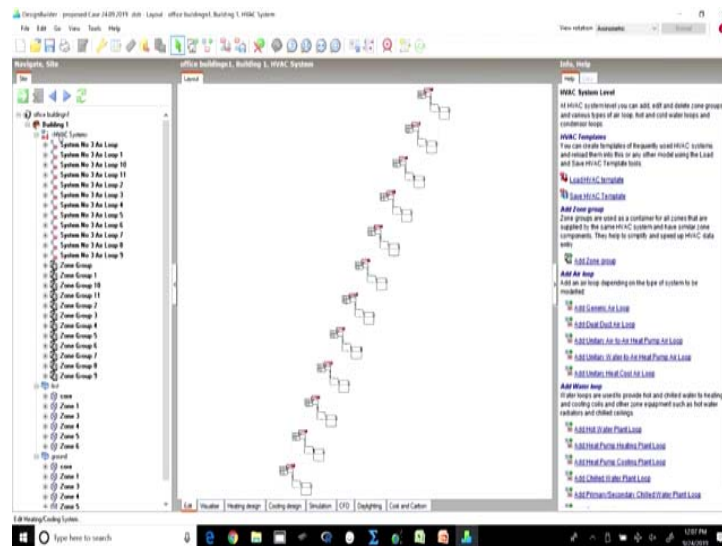 DesignBuilder - proposed Case 24.09.2019 .dsb - Layout - office buildings1, Building 1, HVAC System
File Edit Go View Tools Help
View rotation Axonometric
Navigate, Site
office buildings1, Building 1, HVAC System
Info, Help
Site
Layout
Help
HVAC System Level
At HVAC system level you can add, edit and delete zone groups
and various types of air loop, hot and cold water loops and
condenser loops.
HVAC Templates
You can create templates of frequently used HVAC systems
and reload them into this or any other model using the Load
and Save HVAC Template tools.
Load HVAC template
Save HVAC Template
Add Zone group
Zone groups are used as a container for all zones that are
supplied by the same HVAC system and have similar zone
components. They help to simplify and speed up HVAC data
entry
Add Zone group
Add Air loop
Add an air loop depending on the type of system to be
modelled:
Add Generic Air Loop
Add Dual Duct Air Loop
Add Unitary Air to Air Heat Pump Air Loop
Add Unitary Water to Air Heat Pump Air Loop
Add Unitary Heat Cool Air Loop
Add Water loop
Water loops are used to provide hot and chilled water to heating
and cooling coils and other zone equipment such as hot water
radiators and chilled ceilings.
Add Hot Water Plant Loop
Add Heat Pump Heating Plant Loop
Add Heat Pump Cooling Plant Loop
Add Chilled Water Plant Loop
Add Primary/Secondary Chilled Water Plant Loop
Building 1
HVAC System
System No 3 Air Loop
System No 3 Air Loop 1
System No 3 Air Loop 10
System No 3 Air Loop 11
System No 3 Air Loop 2
System No 3 Air Loop 3
System No 3 Air Loop 4
System No 3 Air Loop 5
System No 3 Air Loop 6
System No 3 Air Loop 7
System No 3 Air Loop 8
System No 3 Air Loop 9
Zone Group
Zone Group 1
Zone Group 10
Zone Group 11
Zone Group 2
Zone Group 3
Zone Group 4
Zone Group 5
Zone Group 6
Zone Group 7
Zone Group 8
Zone Group 9
core
Zone 1
Zone 3
Zone 4
Zone 5
Zone 6
ground
core
Zone 1
Zone 3
Zone 4
Zone 5
Edit Visualise Heating design Cooling design Simulation CFD Daylighting Cost and Carbon
Edit Heating/Cooling System
Type here to search
12:07 PM
9/24/2019